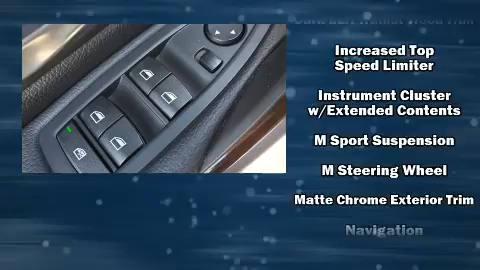 Increased Top
Speed Limiter
Instrument Cluster
w/Extended Contents
M Sport Suspension
M Steering Wheel
Matte Chrome Exterior Trim
Navigation